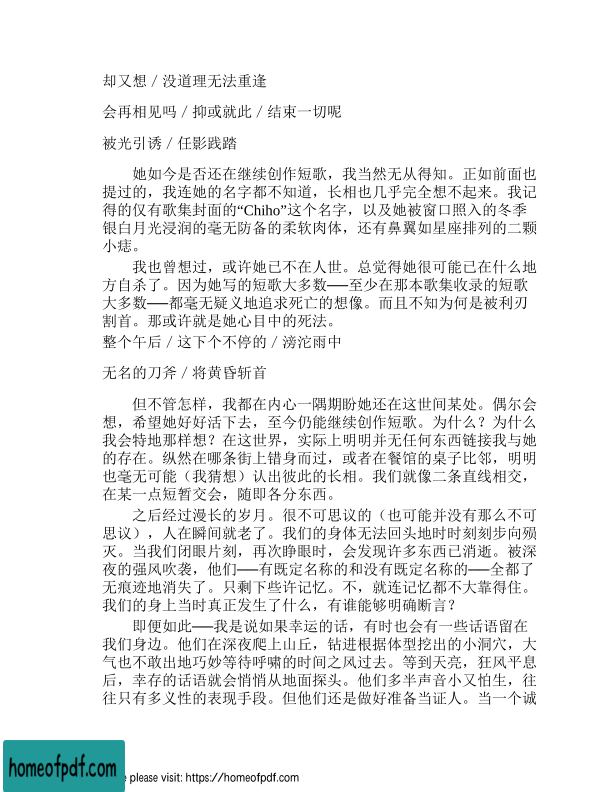 却又想／没道理无法重逢
会再相见吗／抑或就此／结束一切呢
被光引诱／任影践踏
她如今是否还在继续创作短歌，我当然无从得知。正如前面也
提过的，我连她的名字都不知道，长相也几乎完全想不起来。我记
得的仅有歌集封面的“Chiho”这个名字，以及她被窗口照入的冬季
银白月光浸润的毫无防备的柔软肉体，还有鼻翼如星座排列的二颗
小痣。
我也曾想过，或许她已不在人世。总觉得她很可能已在什么地
方自杀了。因为她写的短歌大多数──至少在那本歌集收录的短歌
大多数──都毫无疑义地追求死亡的想像。而且不知为何是被利刃
割首。那或许就是她心目中的死法。
整个午后／这下个不停的／滂沱雨中
无名的刀斧／将黄昏斩首
但不管怎样，我都在内心一隅期盼她还在这世间某处。偶尔会
想，希望她好好活下去，至今仍能继续创作短歌。为什么？为什么
我会特地那样想？在这世界，实际上明明并无任何东西链接我与她
的存在。纵然在哪条街上错身而过，或者在餐馆的桌子比邻，明明
也毫无可能（我猜想）认出彼此的长相。我们就像二条直线相交，
在某一点短暂交会，随即各分东西。
之后经过漫长的岁月。很不可思议的（也可能并没有那么不可
思议），人在瞬间就老了。我们的身体无法回头地时时刻刻步向殒
灭。当我们闭眼片刻，再次睁眼时，会发现许多东西已消逝。被深
夜的强风吹袭，他们──有既定名称的和没有既定名称的──全都了
无痕迹地消失了。只剩下些许记忆。不，就连记忆都不大靠得住。
我们的身上当时真正发生了什么，有谁能够明确断言？
即便如此──我是说如果幸运的话，有时也会有一些话语留在
我们身边。他们在深夜爬上山丘，钻进根据体型挖出的小洞穴，大
气也不敢出地巧妙等待呼啸的时间之风过去。等到天亮，狂风平息
后，幸存的话语就会悄悄从地面探头。他们多半声音小又怕生，往
往只有多义性的表现手段。但他们还是做好准备当证人。当一个诚
homeofpdf.com
e please visit: https://homeofpdf.com